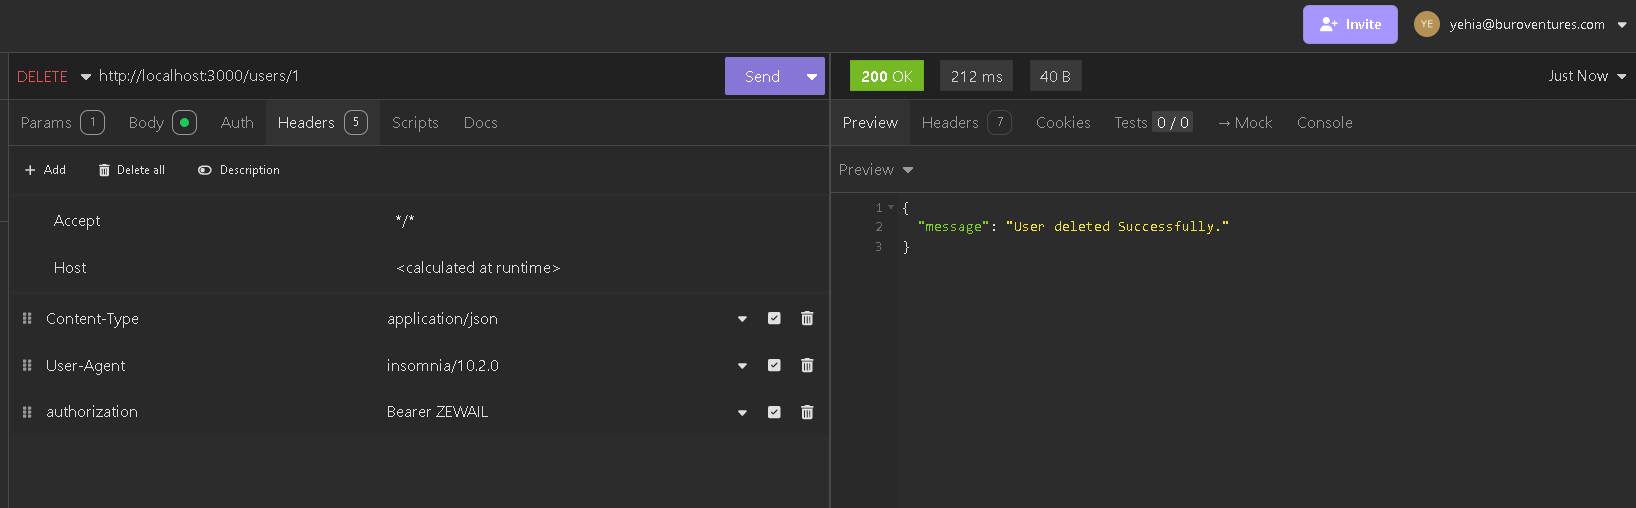 Invite
YE
yehia@buroventures.com
DELETE http://localhost:3000/users/1
Send
200 OK
212 ms
40 B
Just Now
Params 1
Body
Auth
Headers 5
Scripts
Docs
Preview
Headers 7
Cookies
Tests 0 / 0
→ Mock
Console
+ Add
Delete all
Description
Preview
Accept */*
Host <calculated at runtime>
Content-Type application/json
User-Agent insomnia/10.2.0
authorization Bearer ZEWAIL
1 {
2 "message": "User deleted Successfully."
3 }